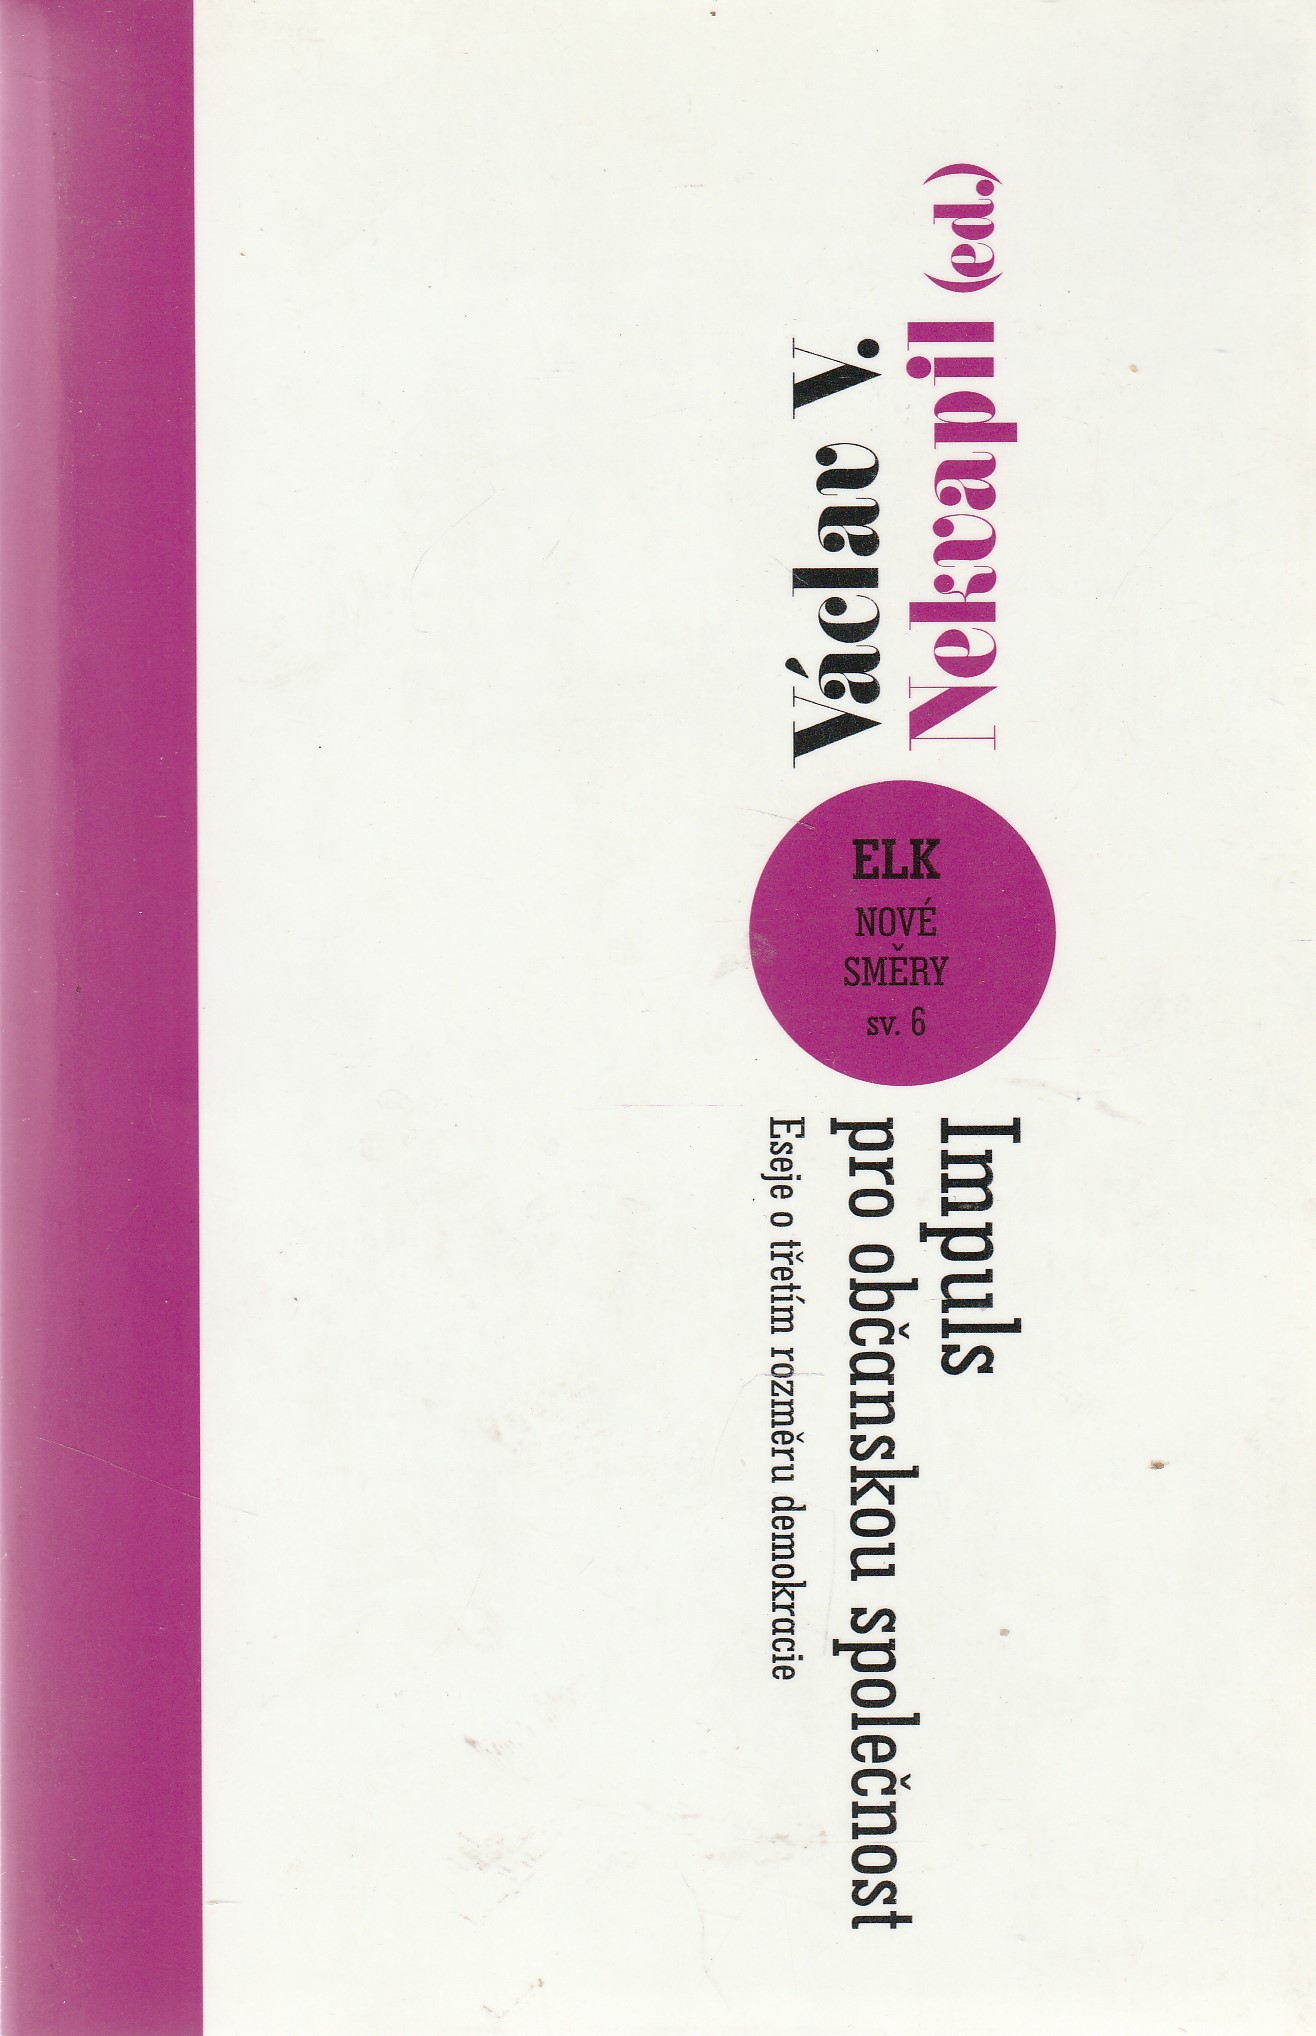 Václav V.
Nekvapil (ed.)
ELK
NOVÉ
SMĚRY
sv. 6
Impuls
pro občanskou společnost
Eseje o třetím rozměru demokracie